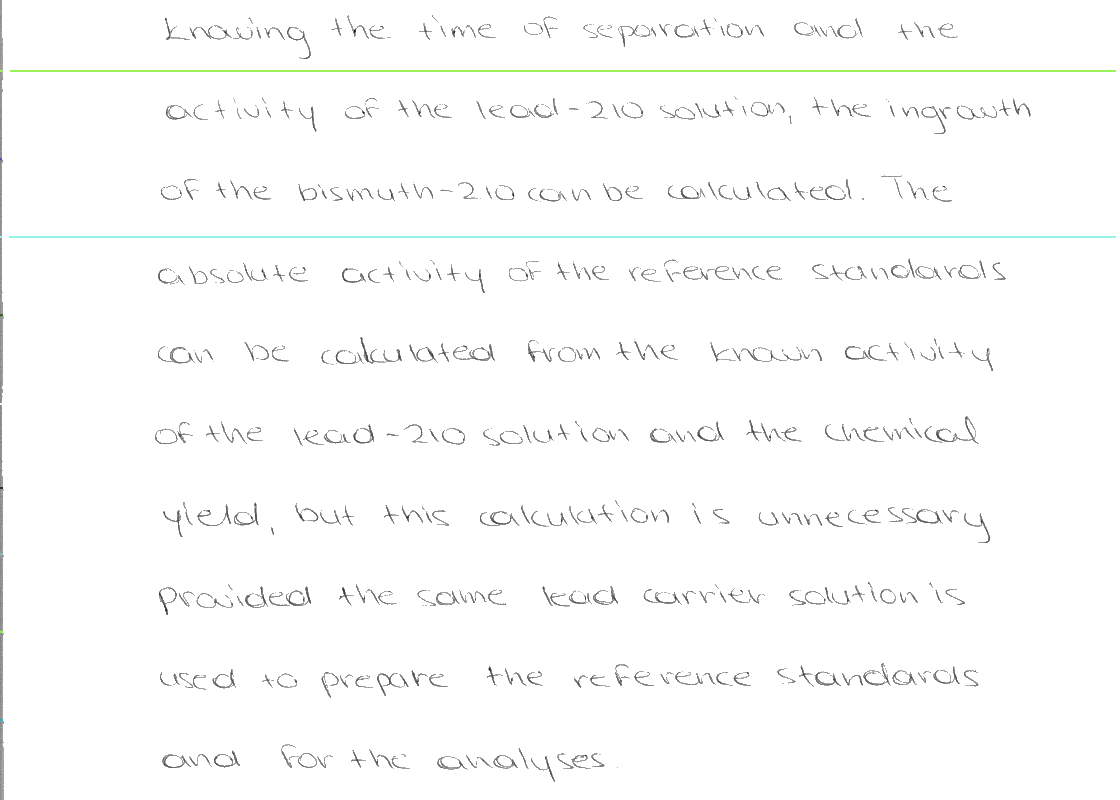 Knowing the time of separation and the
activity of the lead-210 solution, the ingrowth
of the bismuth-210 can be calculated. The
absolute activity of the reference standards
can be calculated from the known activity
of the lead-210 solution and the chemical
yield, but this calculation is unnecessary
provided the same lead carrier solution is
used to prepare the reference standards
and for the analyses.